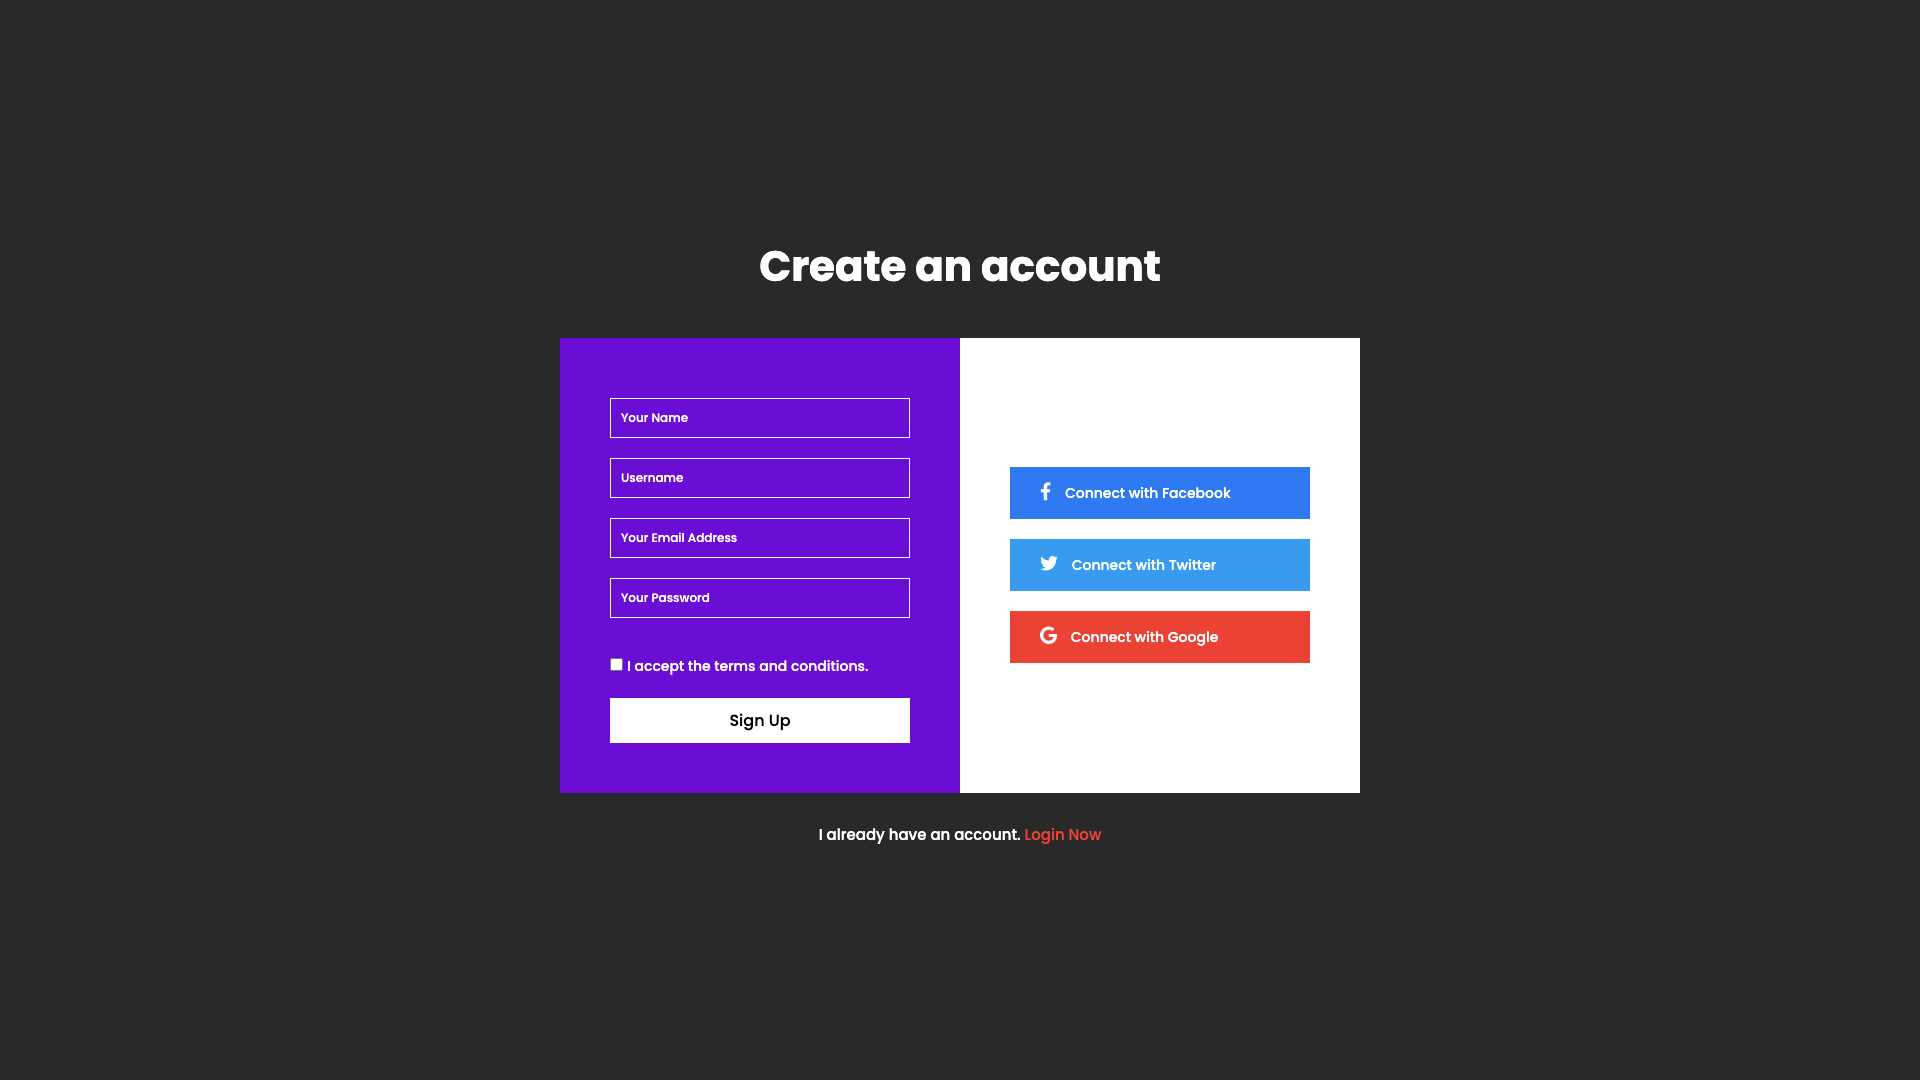 Create an account
Your Name
Username
Your Email Address
Your Password
I accept the terms and conditions.
Sign Up
Connect with Facebook
Connect with Twitter
Connect with Google
I already have an account. Login Now